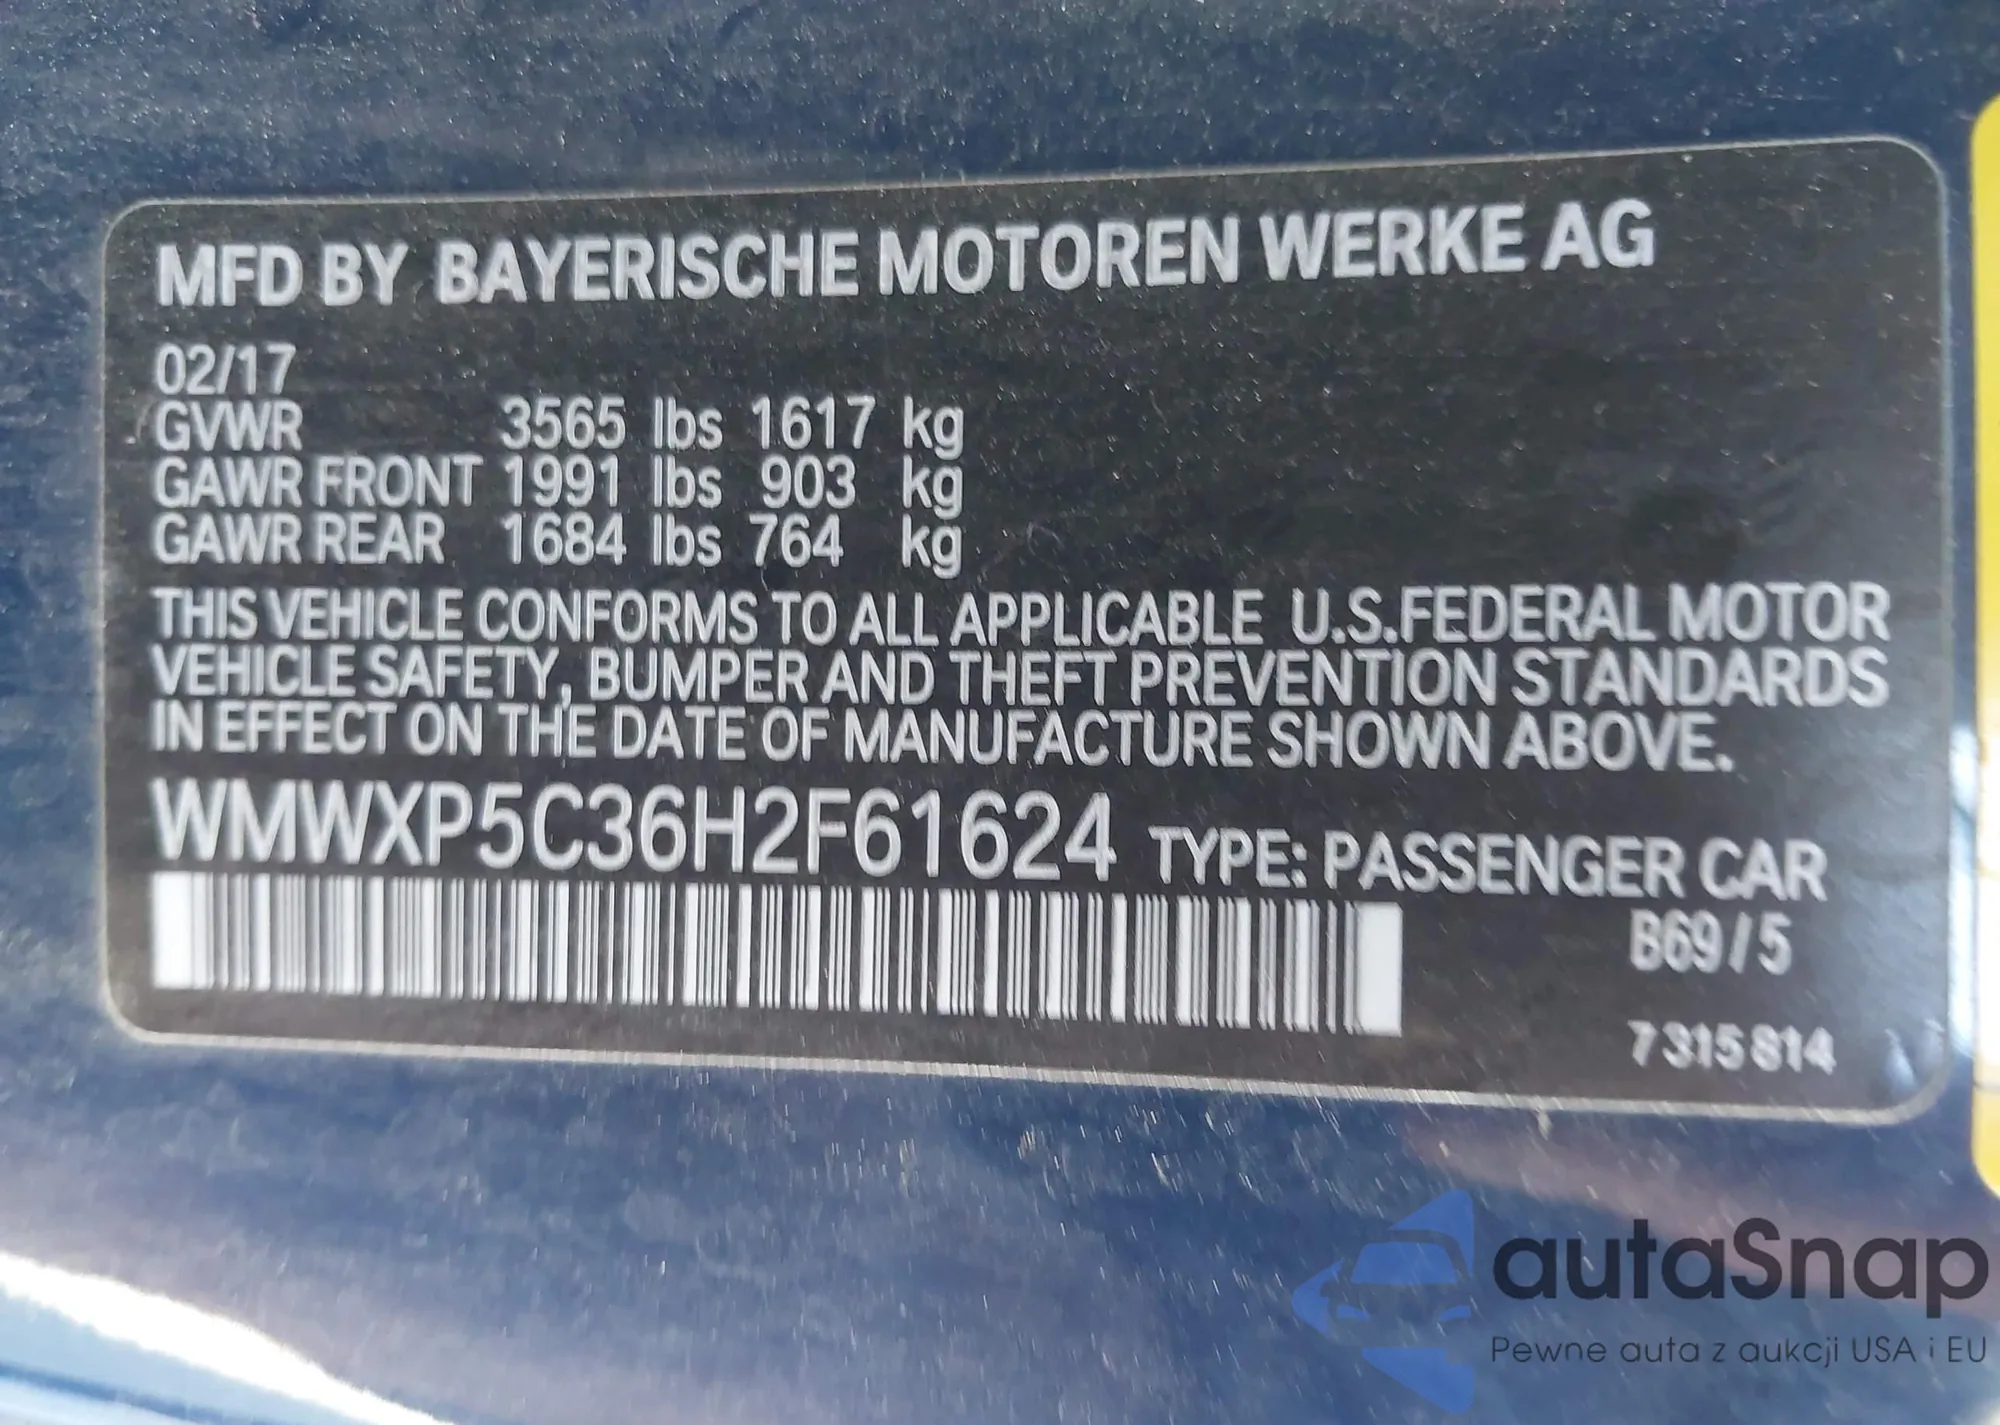 MFD BY BAYERISCHE MOTOREN WERKE AG
02/17
GVWR 3565 lbs 1617 kg
GAWR FRONT 1991 lbs 903 kg
GAWR REAR 1684 lbs 764 kg
THIS VEHICLE CONFORMS TO ALL APPLICABLE U.S.FEDERAL MOTOR
VEHICLE SAFETY, BUMPER AND THEFT PREVENTION STANDARDS
IN EFFECT ON THE DATE OF MANUFACTURE SHOWN ABOVE.
WMWXP5C36H2F61624 TYPE: PASSENGER CAR
B69/5
7315814
autaSnap
Pewne auta z aukcji USA i EU